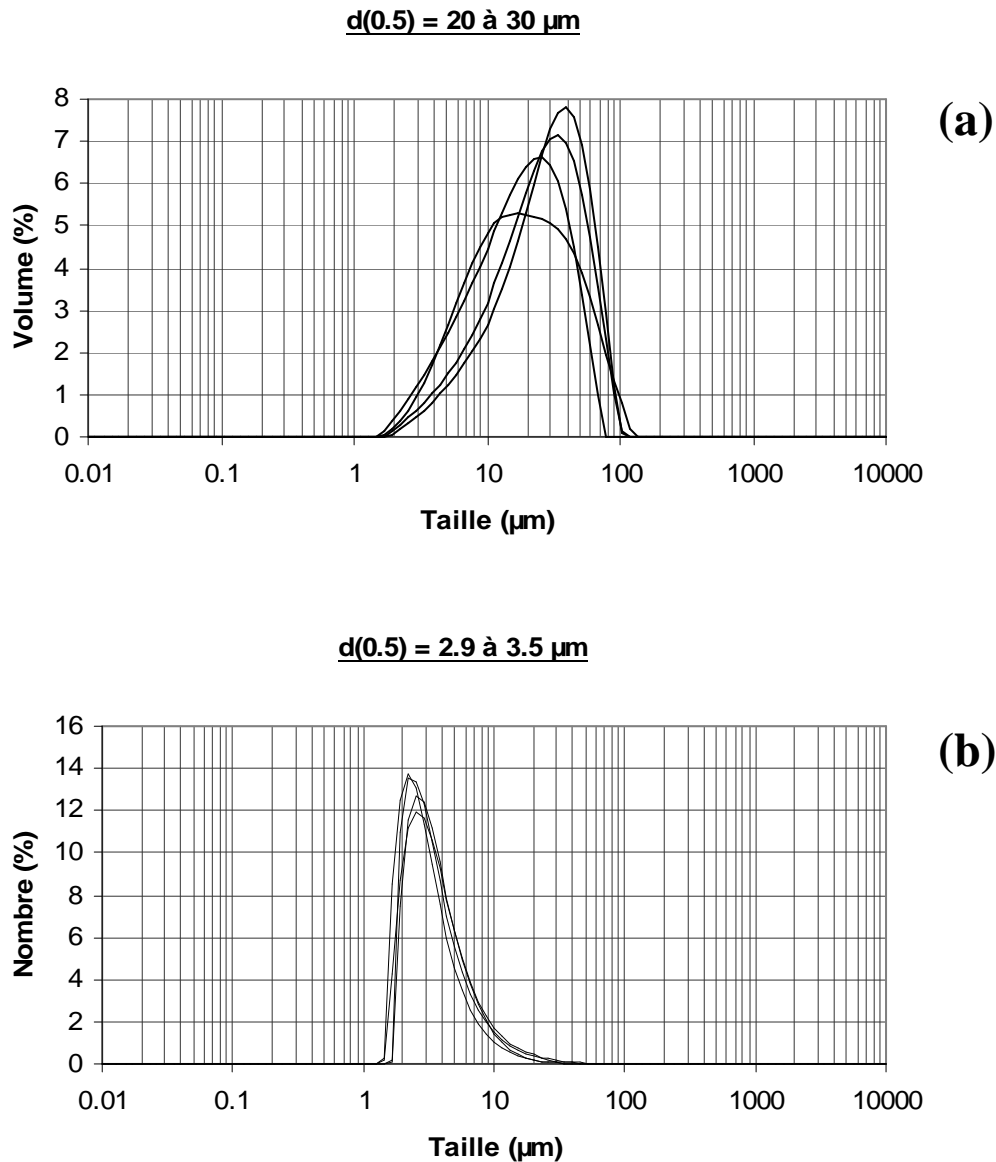 d(0.5) = 20 à 30 µm
(a)
8
7
6
5
4
3
2
1
0
Volume (%)
0.01 0.1 1 10 100 1000 10000
Taille (µm)
d(0.5) = 2.9 à 3.5 µm
(b)
16
14
12
10
8
6
4
2
0
Nombre (%)
0.01 0.1 1 10 100 1000 10000
Taille (µm)